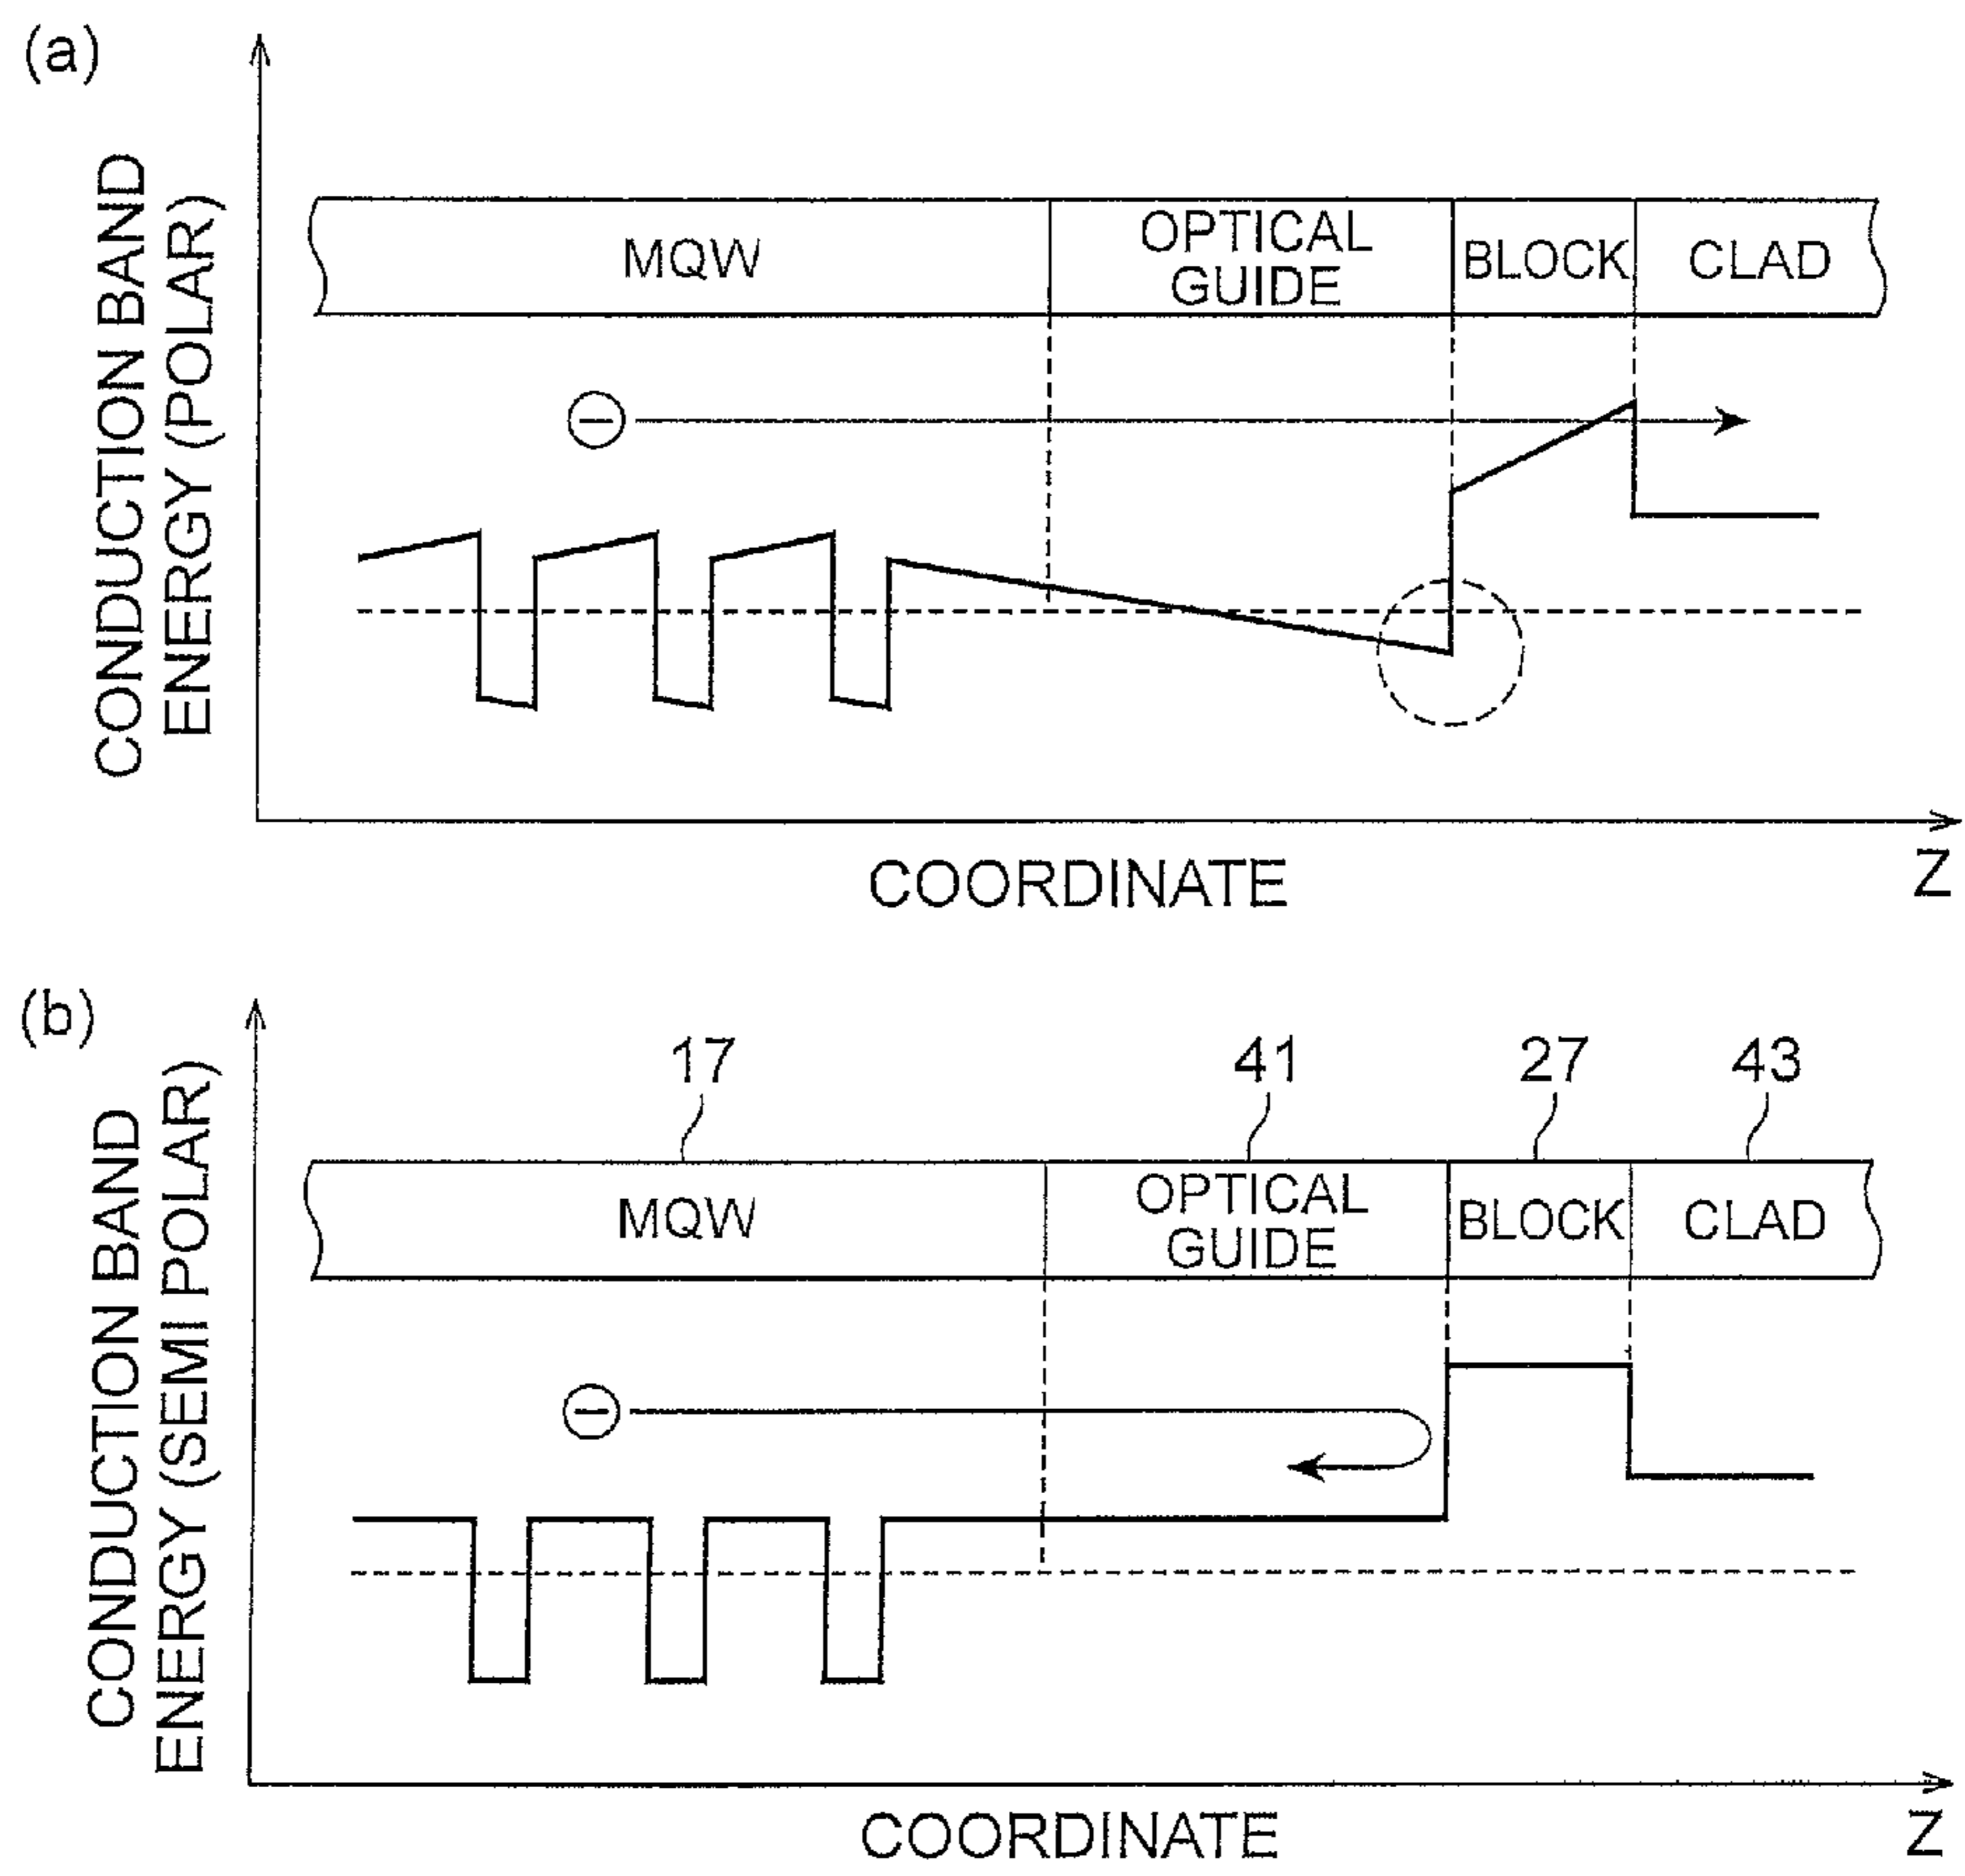 (a)
CONDUCTION BAND
ENERGY (POLAR)
MQW
OPTICAL
GUIDE
BLOCK
CLAD
COORDINATE
Z
(b)
CONDUCTION BAND
ENERGY (SEMI POLAR)
17
41
27
43
MQW
OPTICAL
GUIDE
BLOCK
CLAD
COORDINATE
Z